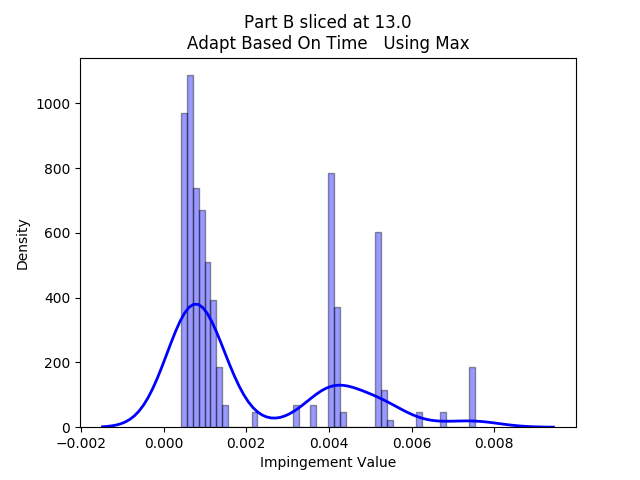 Part B sliced at 13.0
Adapt Based On Time   Using Max
1000
800
600
400
200
0
Density
−0.002 0.000 0.002 0.004 0.006 0.008
Impingement Value